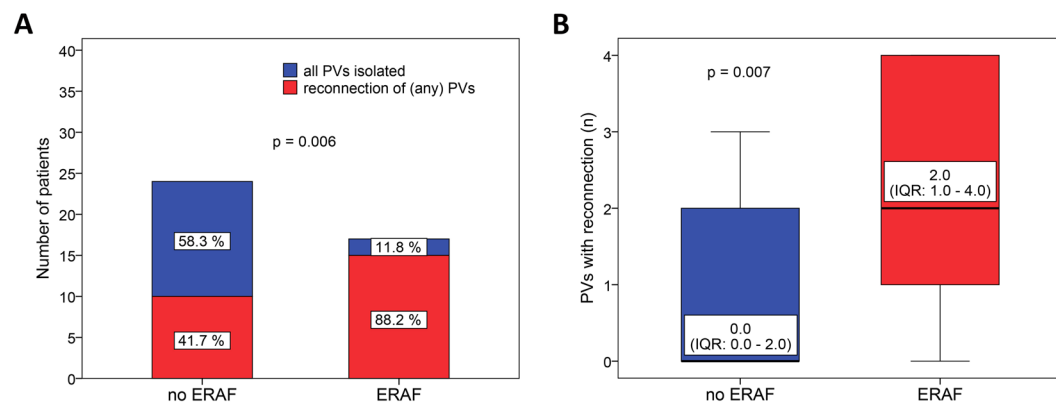 A
Number of patients
40
35
30
25
20
15
10
5
0
all PVs isolated
reconnection of (any) PVs
p = 0.006
58.3 %
41.7 %
11.8 %
88.2 %
no ERAF
ERAF
B
PVs with reconnection (n)
4
3
2
1
0
p = 0.007
0.0
(IQR: 0.0 - 2.0)
2.0
(IQR: 1.0 - 4.0)
no ERAF
ERAF